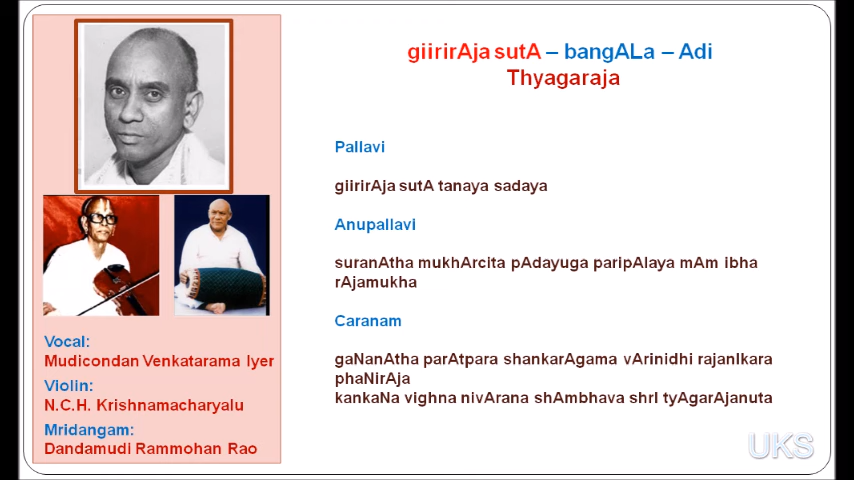 giirirAja sutA – bangALa – Adi
Thyagaraja
Pallavi
giirirAja sutA tanaya sadaya
Anupallavi
suranAtha mukhArcita pAdayuga paripAlaya mAm ibha
rAjamukha
Caranam
gaNanAtha parAtpara shankarAgama vArinidhi rajanIkara
phaNirAja
kankaNa vighna nivArana shAmbhava shrI tyAgarAjanuta
Vocal:
Mudicondan Venkatarama Iyer
Violin:
N.C.H. Krishnamacharyalu
Mridangam:
Dandamudi Rammohan Rao
UKS